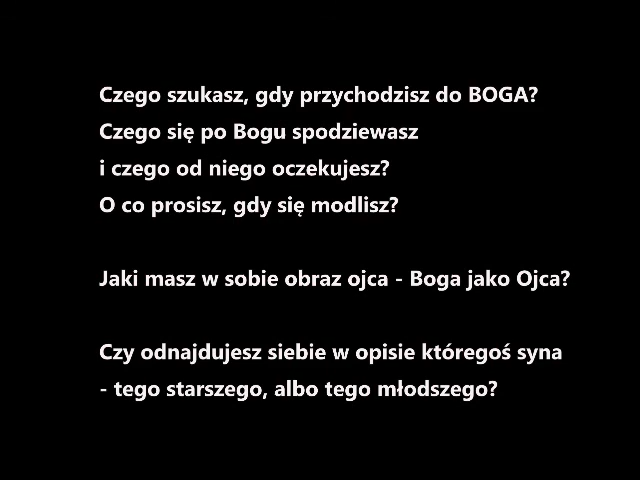 Czego szukasz, gdy przychodzisz do BOGA?
Czego się po Bogu spodziewasz
i czego od niego oczekujesz?
O co prosisz, gdy się modlisz?
Jaki masz w sobie obraz ojca - Boga jako Ojca?
Czy odnajdujesz siebie w opisie któregoś syna
- tego starszego, albo tego młodszego?